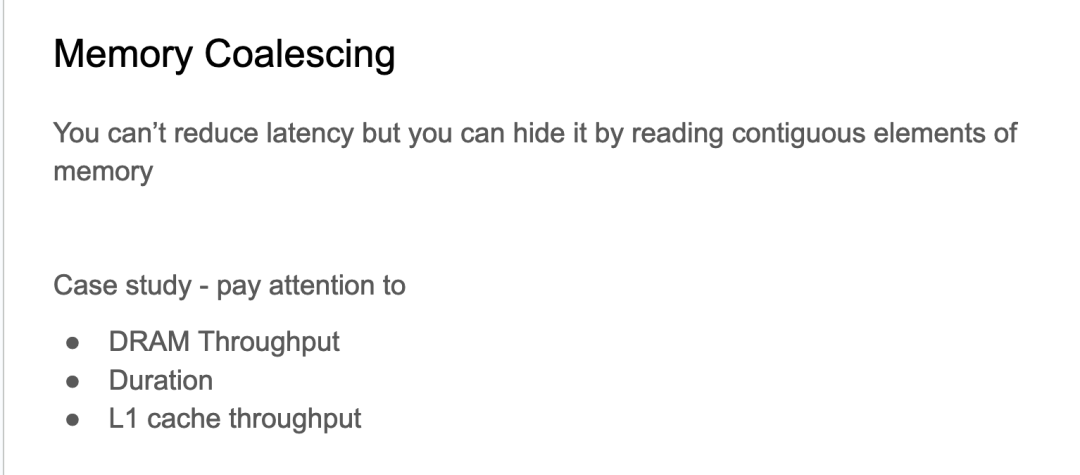 Memory Coalescing
You can’t reduce latency but you can hide it by reading contiguous elements of
memory
Case study - pay attention to
● DRAM Throughput
● Duration
● L1 cache throughput